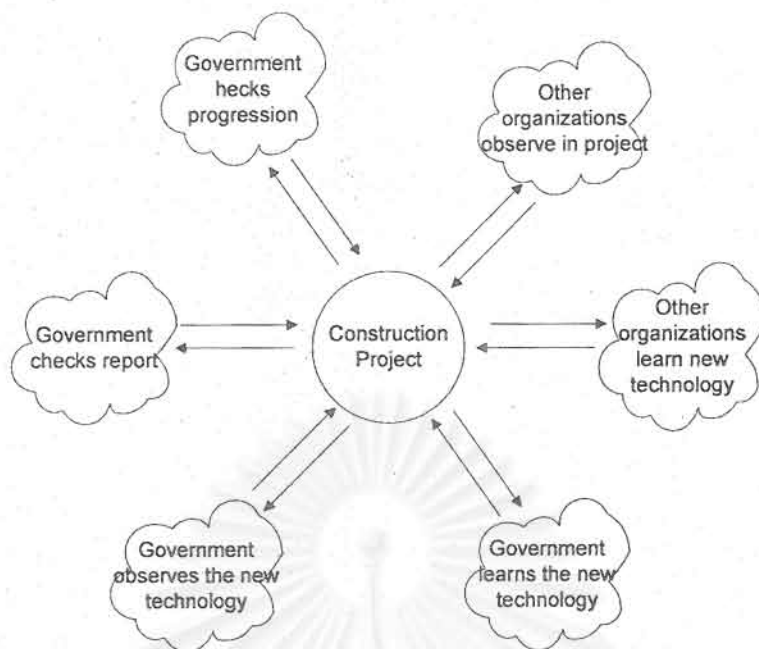 Government
hecks
progression
Other
organizations
observe in project
Government
checks report
Construction
Project
Other
organizations
learn new
technology
Government
observes the new
technology
Government
learns the new
technology